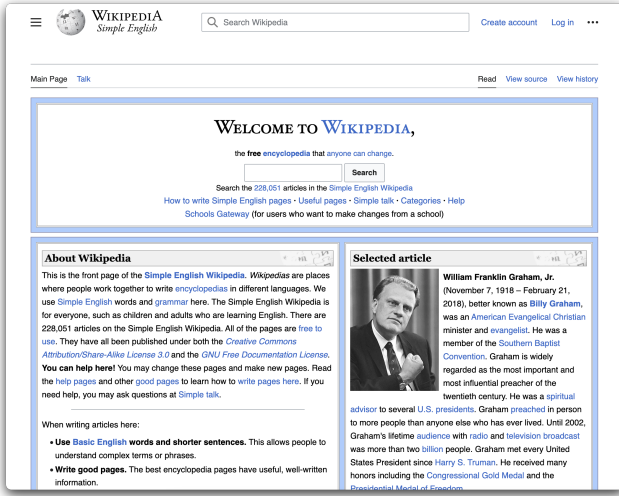 WIKIPEDIA
Simple English
Search Wikipedia
Create account
Log in
Main Page
Talk
Read
View source
View history
WELCOME TO WIKIPEDIA,
the free encyclopedia that anyone can change.
Search
Search the 228,051 articles in the Simple English Wikipedia
How to write Simple English pages · Useful pages · Simple talk · Categories · Help
Schools Gateway (for users who want to make changes from a school)
About Wikipedia
This is the front page of the Simple English Wikipedia. Wikipedias are places
where people work together to write encyclopedias in different languages. We
use Simple English words and grammar here. The Simple English Wikipedia is
for everyone, such as children and adults who are learning English. There are
228,051 articles on the Simple English Wikipedia. All of the pages are free to
use. They have all been published under both the Creative Commons
Attribution/Share-Alike License 3.0 and the GNU Free Documentation License.
You can help here! You may change these pages and make new pages. Read
the help pages and other good pages to learn how to write pages here. If you
need help, you may ask questions at Simple talk.
When writing articles here:
• Use Basic English words and shorter sentences. This allows people to
understand complex terms or phrases.
• Write good pages. The best encyclopedia pages have useful, well-written
information.
Selected article
William Franklin Graham, Jr.
(November 7, 1918 – February 21,
2018), better known as Billy Graham,
was an American Evangelical Christian
minister and evangelist. He was a
member of the Southern Baptist
Convention. Graham is widely
regarded as the most important and
most influential preacher of the
twentieth century. He was a spiritual
advisor to several U.S. presidents. Graham preached in person
to more people than anyone else who has ever lived. Until 2002,
Graham's lifetime audience with radio and television broadcast
was more than two billion people. Graham met every United
States President since Harry S. Truman. He received many
honors including the Congressional Gold Medal and the
Presidential Medal of Freedom.